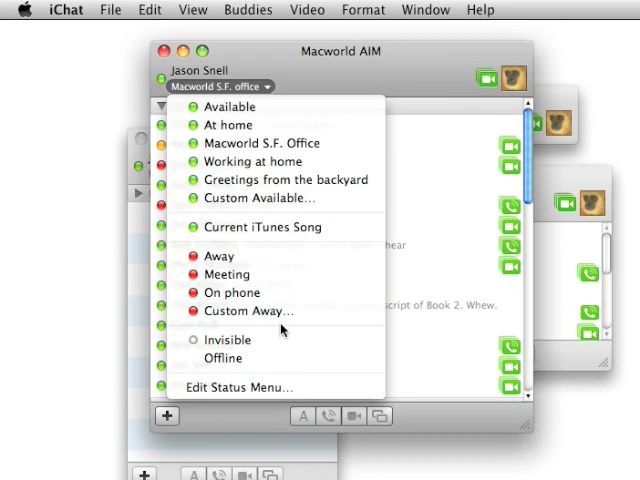 iChat File Edit View Buddies Video Format Window Help
Macworld AIM
Jason Snell
Macworld S.F. office
Available
At home
Macworld S.F. Office
Working at home
Greetings from the backyard
Custom Available...
Current iTunes Song
hear
Away
Meeting
On phone
Custom Away...
script of Book 2. Whew.
Invisible
Offline
Edit Status Menu...
A
A